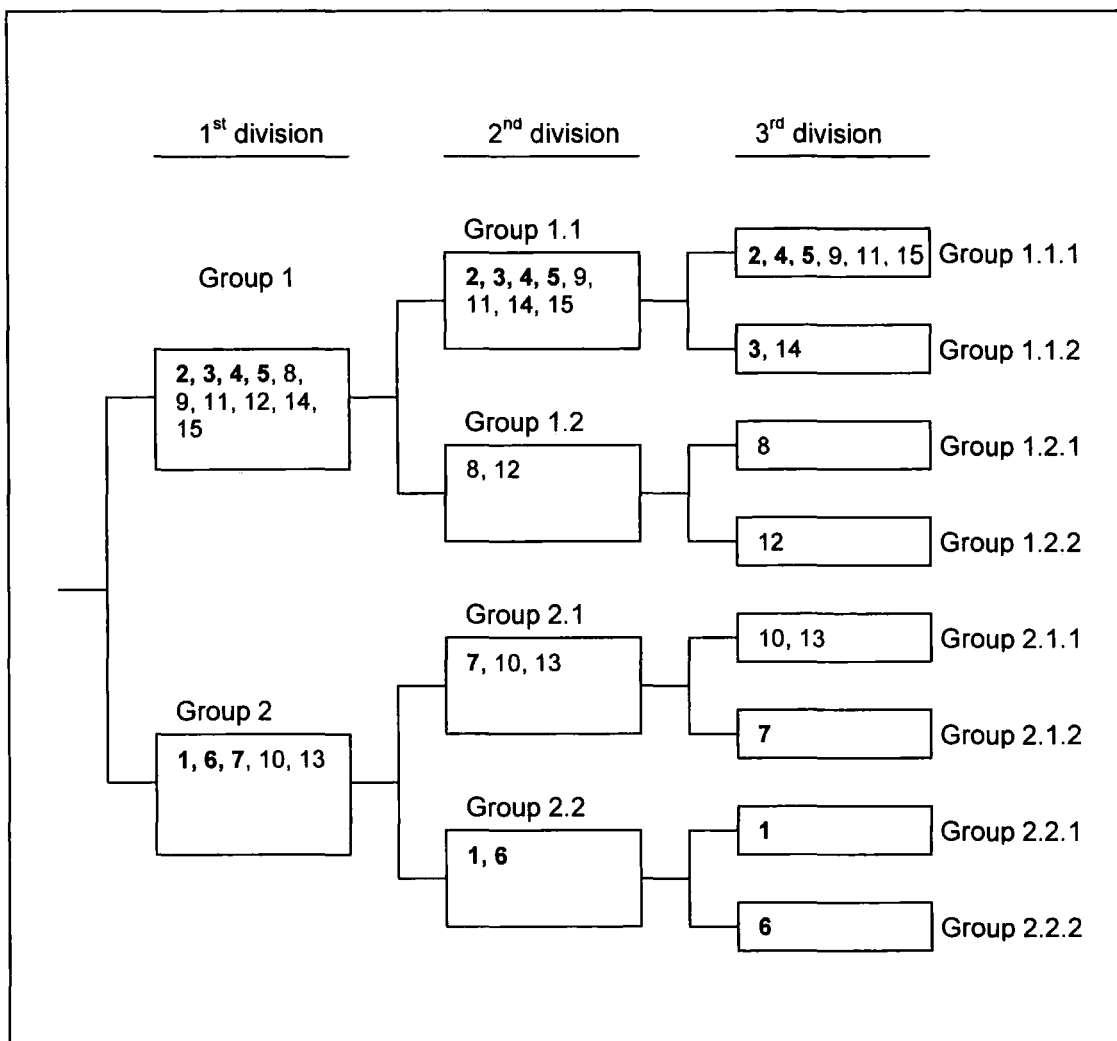 1st division
2nd division
3rd division
Group 1
2, 3, 4, 5, 8,
9, 11, 12, 14,
15
Group 2
1, 6, 7, 10, 13
Group 1.1
2, 3, 4, 5, 9,
11, 14, 15
Group 1.2
8, 12
Group 2.1
7, 10, 13
Group 2.2
1, 6
2, 4, 5, 9, 11, 15 Group 1.1.1
3, 14 Group 1.1.2
8 Group 1.2.1
12 Group 1.2.2
10, 13 Group 2.1.1
7 Group 2.1.2
1 Group 2.2.1
6 Group 2.2.2